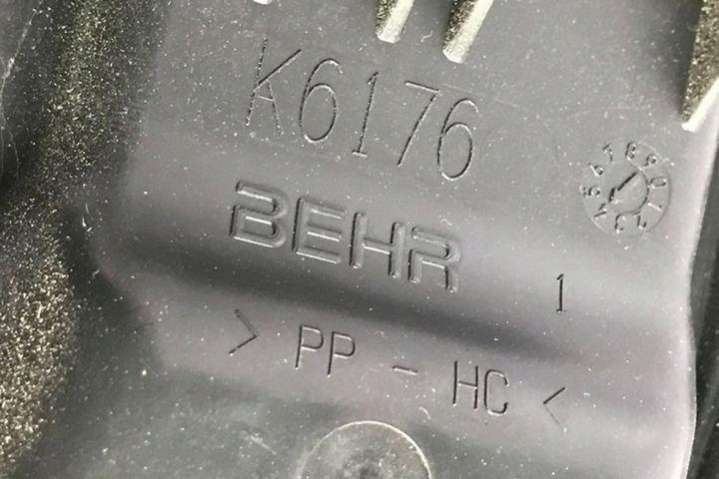 K6176
BEHR
1
> PP - HC <